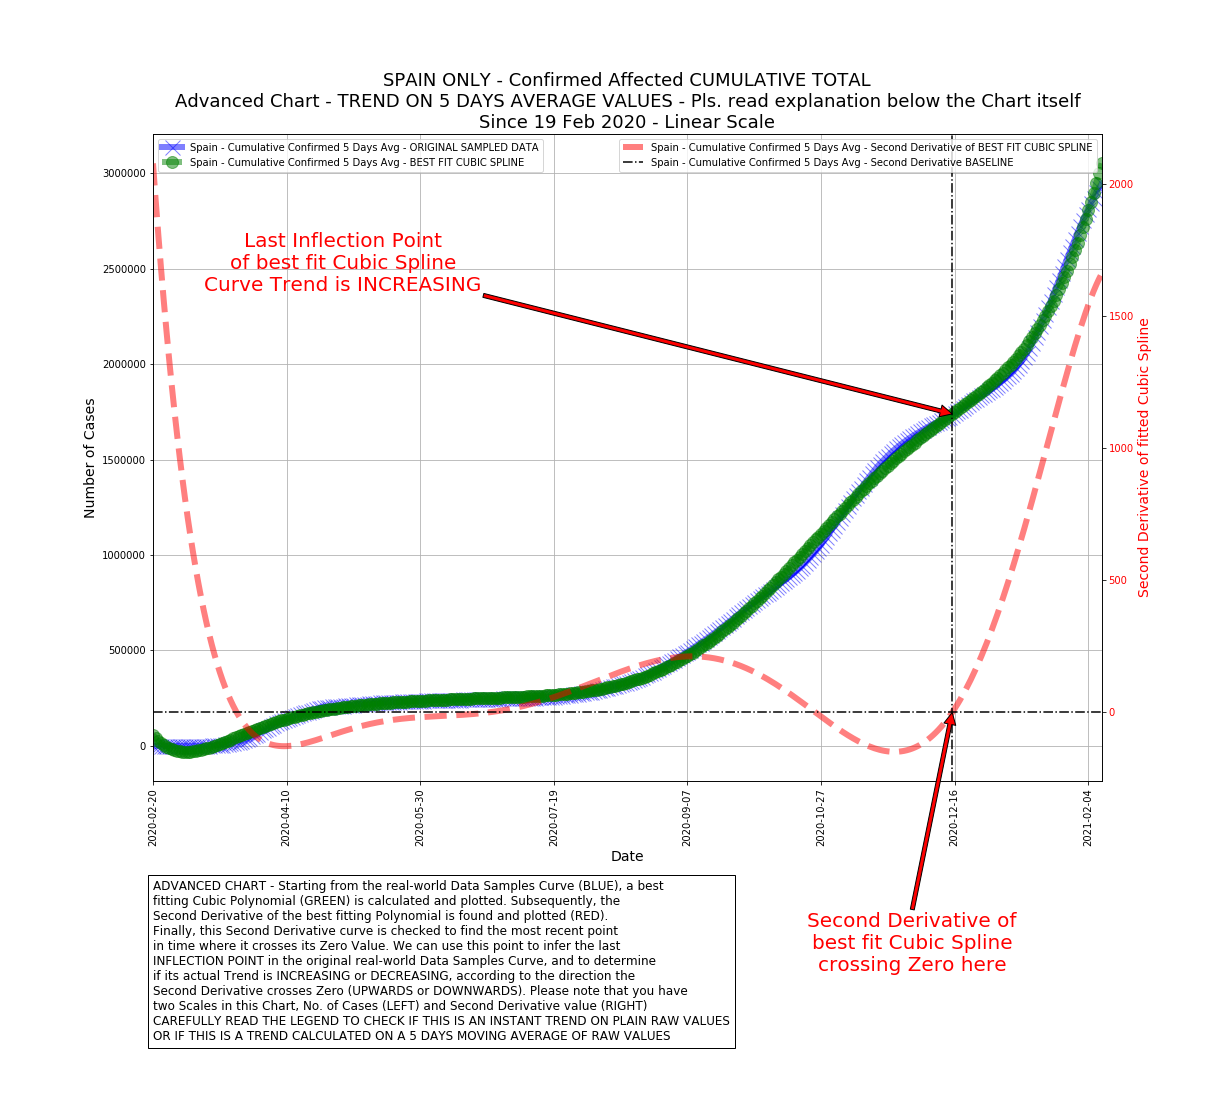 SPAIN ONLY - Confirmed Affected CUMULATIVE TOTAL
Advanced Chart - TREND ON 5 DAYS AVERAGE VALUES - Pls. read explanation below the Chart itself
Since 19 Feb 2020 - Linear Scale
Spain - Cumulative Confirmed 5 Days Avg - ORIGINAL SAMPLED DATA
Spain - Cumulative Confirmed 5 Days Avg - BEST FIT CUBIC SPLINE
Spain - Cumulative Confirmed 5 Days Avg - Second Derivative of BEST FIT CUBIC SPLINE
Spain - Cumulative Confirmed 5 Days Avg - Second Derivative BASELINE
Last Inflection Point
of best fit Cubic Spline
Curve Trend is INCREASING
Number of Cases
3000000
2500000
2000000
1500000
1000000
500000
0
2000
1500
1000
500
0
Second Derivative of fitted Cubic Spline
2020-02-20
2020-04-10
2020-05-30
2020-07-19
2020-09-07
2020-10-27
2020-12-16
2021-02-04
Date
Second Derivative of
best fit Cubic Spline
crossing Zero here
ADVANCED CHART - Starting from the real-world Data Samples Curve (BLUE), a best
fitting Cubic Polynomial (GREEN) is calculated and plotted. Subsequently, the
Second Derivative of the best fitting Polynomial is found and plotted (RED).
Finally, this Second Derivative curve is checked to find the most recent point
in time where it crosses its Zero Value. We can use this point to infer the last
INFLECTION POINT in the original real-world Data Samples Curve, and to determine
if its actual Trend is INCREASING or DECREASING, according to the direction the
Second Derivative crosses Zero (UPWARDS or DOWNWARDS). Please note that you have
two Scales in this Chart, No. of Cases (LEFT) and Second Derivative value (RIGHT)
CAREFULLY READ THE LEGEND TO CHECK IF THIS IS AN INSTANT TREND ON PLAIN RAW VALUES
OR IF THIS IS A TREND CALCULATED ON A 5 DAYS MOVING AVERAGE OF RAW VALUES